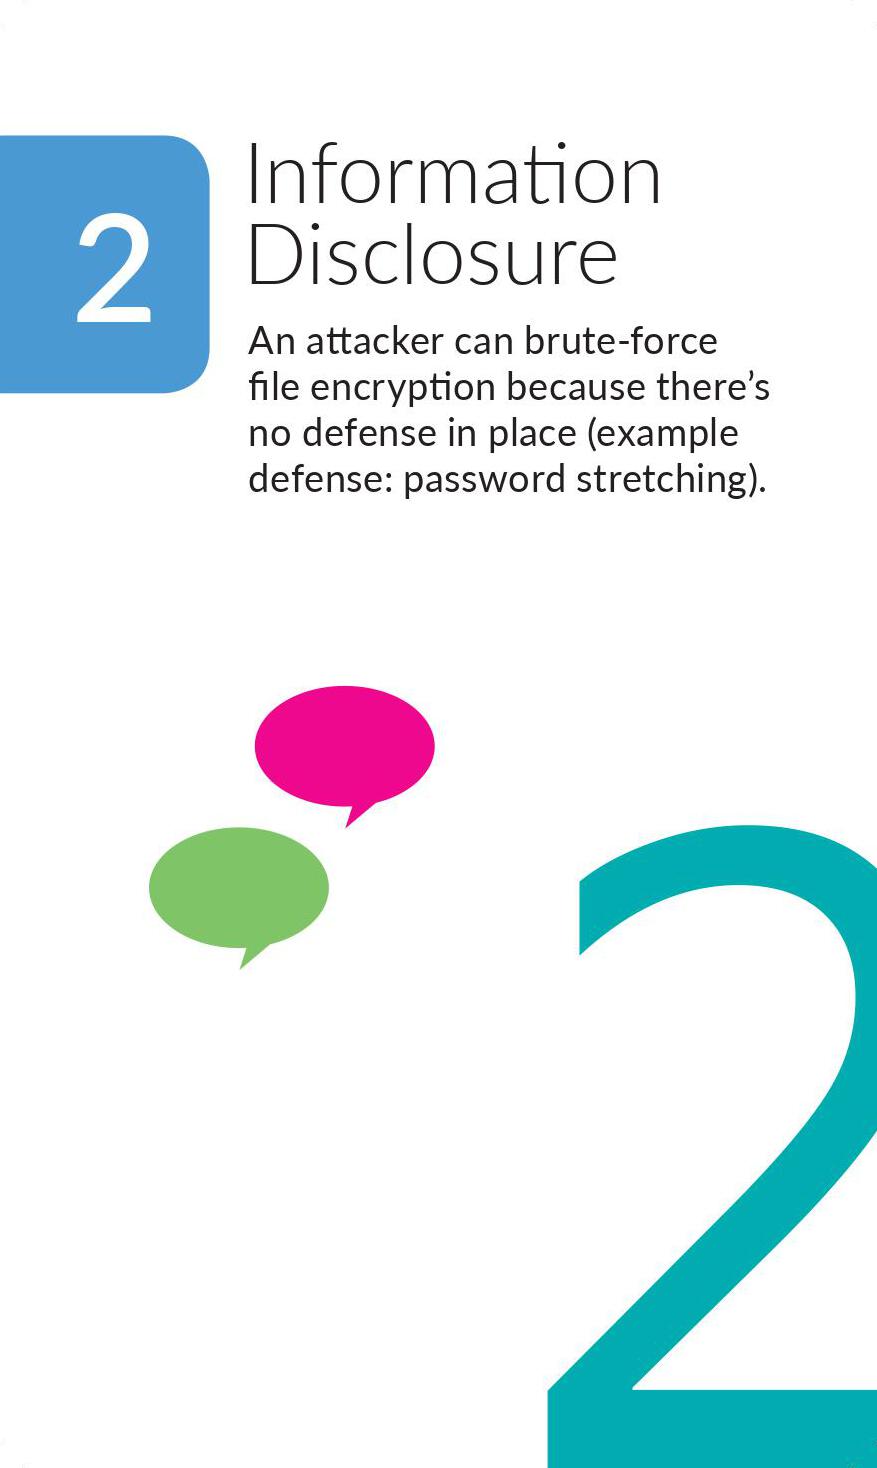 2
Information
Disclosure
An attacker can brute-force
file encryption because there’s
no defense in place (example
defense: password stretching).
2